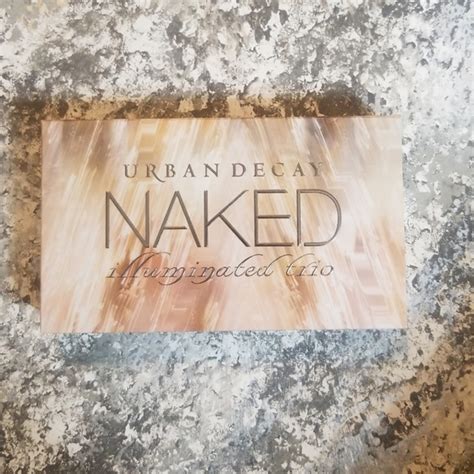 URBAN DECAY
NAKED
illuminated trio